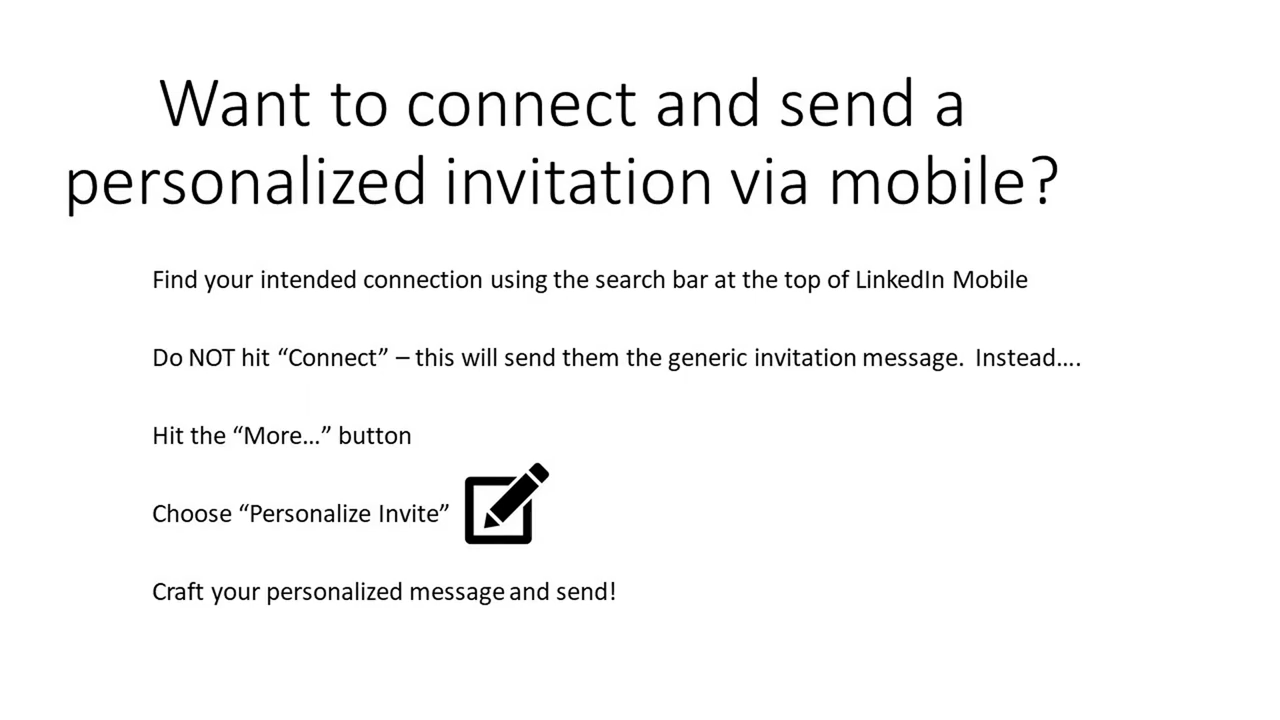 Want to connect and send a
personalized invitation via mobile?
Find your intended connection using the search bar at the top of LinkedIn Mobile
Do NOT hit “Connect” – this will send them the generic invitation message.  Instead….
Hit the “More…” button
Choose “Personalize Invite”
Craft your personalized message and send!